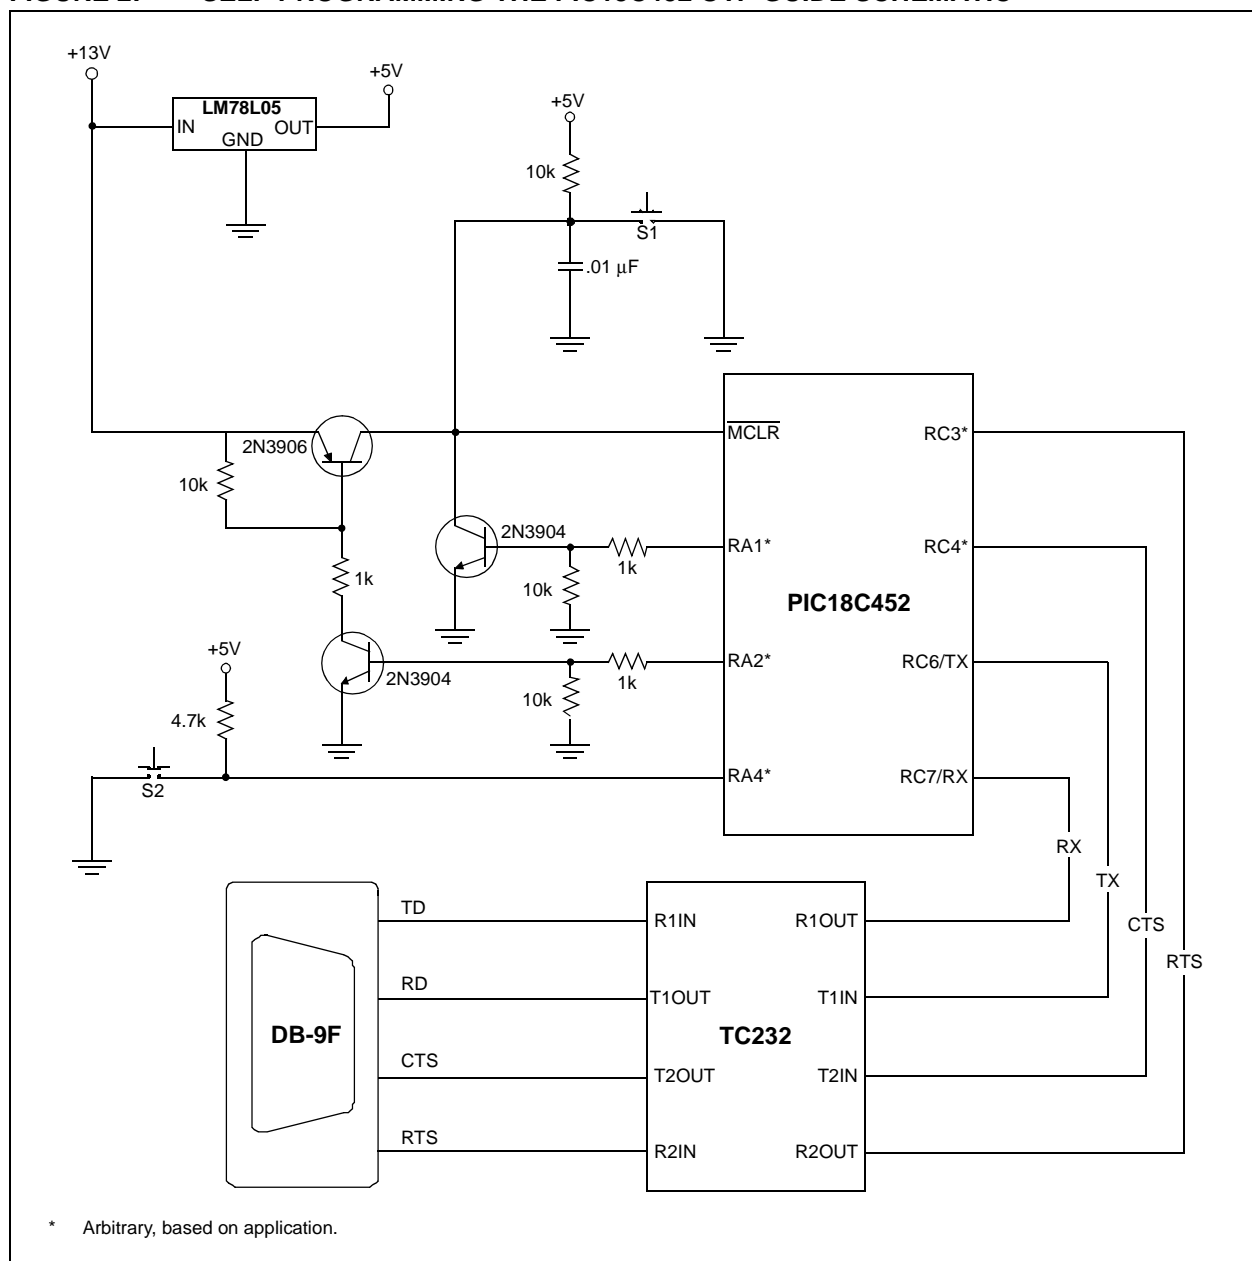 +13V
+5V
LM78L05
IN
OUT
GND
+5V
10k
S1
.01 µF
2N3906
10k
MCLR
RC3*
2N3904
RA1*
RC4*
1k
1k
10k
PIC18C452
+5V
2N3904
RA2*
RC6/TX
1k
10k
4.7k
S2
RA4*
RC7/RX
RX
TX
CTS
RTS
TD
R1IN
R1OUT
RD
T1OUT
T1IN
DB-9F
TC232
CTS
T2OUT
T2IN
RTS
R2IN
R2OUT
* Arbitrary, based on application.